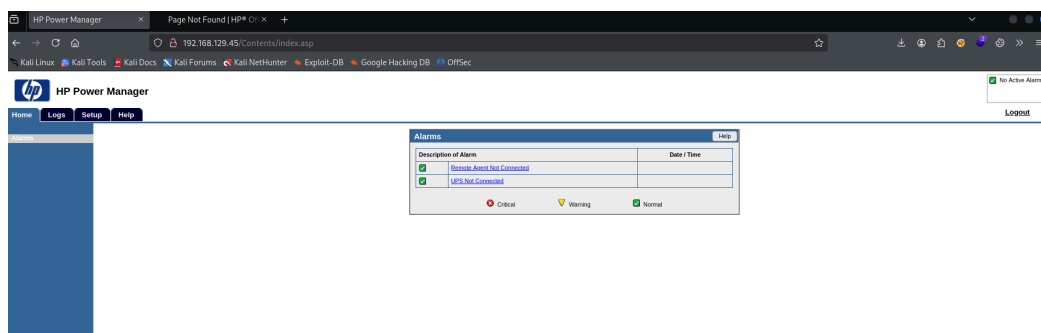 HP Power Manager
Page Not Found | HP® Of
192.168.129.45/Contents/index.asp
2
Kali Linux
Kali Tools
Kali Docs
Kali Forums
Kali NetHunter
Exploit-DB
Google Hacking DB
OffSec
hp
HP Power Manager
No Active Alarm
Home
Logs
Setup
Help
Logout
Alarms
Alarms
Help
Description of Alarm
Date / Time
Remote Agent Not Connected
UPS Not Connected
Critical
Warning
Normal